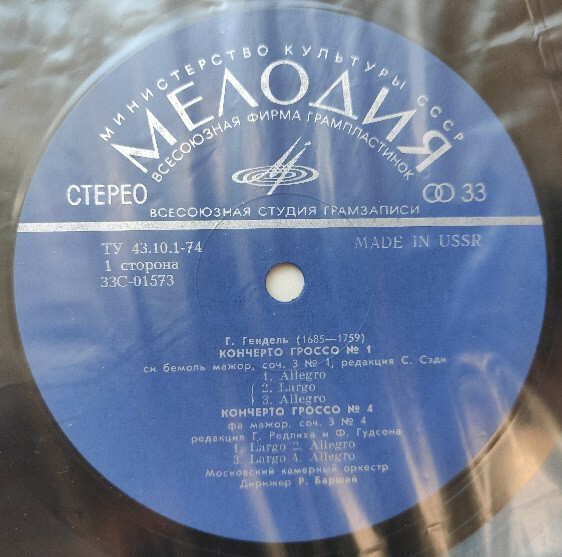 МИНИСТЕРСТВО КУЛЬТУРЫ СССР
МЕЛОДИЯ
ВСЕСОЮЗНАЯ ФИРМА ГРАМПЛАСТИНОК
СТЕРЕО
33
ВСЕСОЮЗНАЯ СТУДИЯ ГРАМЗАПИСИ
ТУ 43.10.1-74
MADE IN USSR
1 сторона
33С-01573
Г. Гендель (1685—1759)
КОНЧЕРТО ГРОССО № 1
си бемоль мажор, соч. 3 № 1, редакция С. Сэди
1. Allegro
2. Largo
3. Allegro
КОНЧЕРТО ГРОССО № 4
фа мажор, соч. 3 № 4
редакция Г. Редлиха и Ф. Гудсона
1. Largo 2. Allegro
3. Largo 4. Allegro
Московский камерный оркестр
Дирижер Р. Баршай